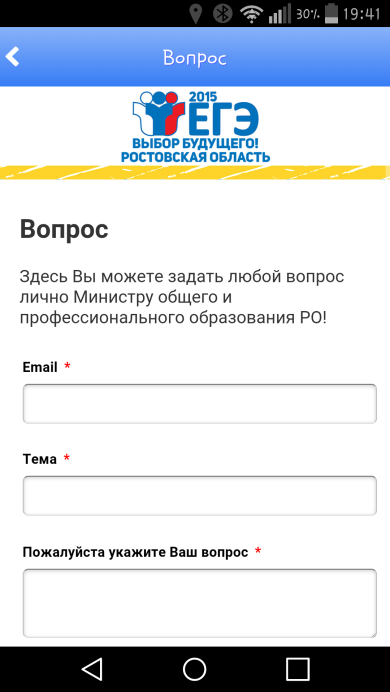 30% 19:41
Вопрос
2015
ЕГЭ
ВЫБОР БУДУЩЕГО!
РОСТОВСКАЯ ОБЛАСТЬ
Вопрос
Здесь Вы можете задать любой вопрос
лично Министру общего и
профессионального образования РО!
Email *
Тема *
Пожалуйста укажите Ваш вопрос *